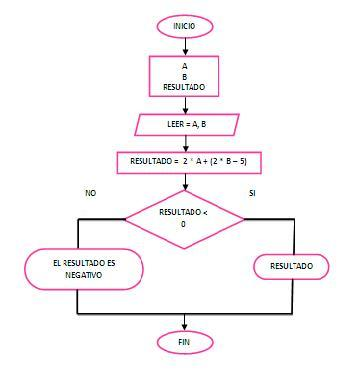 INICIO
A
B
RESULTADO
LEER = A, B
RESULTADO = 2 * A + (2 * B – 5)
NO
SI
RESULTADO <
0
EL RESULTADO ES
NEGATIVO
RESULTADO
FIN